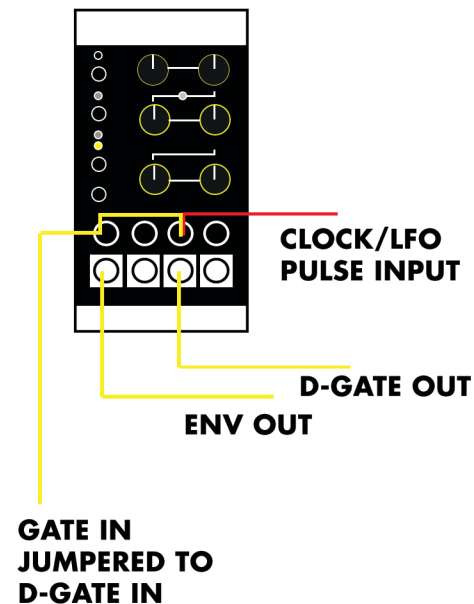 CLOCK/LFO
PULSE INPUT
D-GATE OUT
ENV OUT
GATE IN
JUMPERED TO
D-GATE IN